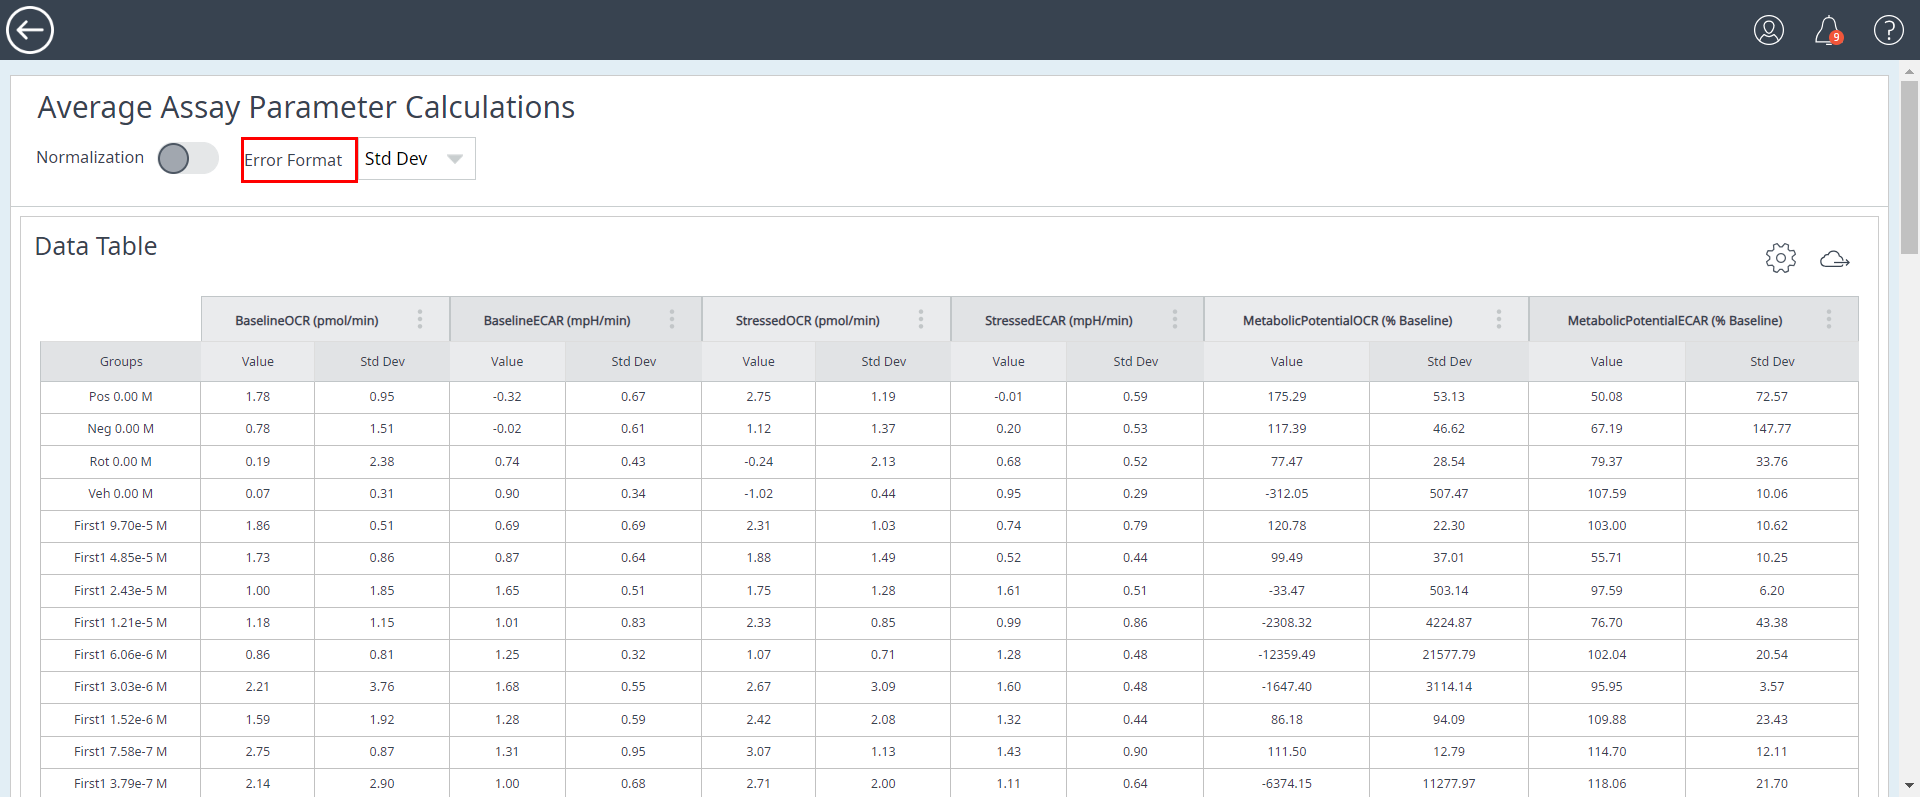 9
?
Average Assay Parameter Calculations
Normalization Error Format Std Dev
Data Table
BaselineOCR (pmol/min) BaselineECAR (mpH/min) StressedOCR (pmol/min) StressedECAR (mpH/min) MetabolicPotentialOCR (% Baseline) MetabolicPotentialECAR (% Baseline)
Groups Value Std Dev Value Std Dev Value Std Dev Value Std Dev Value Std Dev Value Std Dev
Pos 0.00 M 1.78 0.95 -0.32 0.67 2.75 1.19 -0.01 0.59 175.29 53.13 50.08 72.57
Neg 0.00 M 0.78 1.51 -0.02 0.61 1.12 1.37 0.20 0.53 117.39 46.62 67.19 147.77
Rot 0.00 M 0.19 2.38 0.74 0.43 -0.24 2.13 0.68 0.52 77.47 28.54 79.37 33.76
Veh 0.00 M 0.07 0.31 0.90 0.34 -1.02 0.44 0.95 0.29 -312.05 507.47 107.59 10.06
First1 9.70e-5 M 1.86 0.51 0.69 0.69 2.31 1.03 0.74 0.79 120.78 22.30 103.00 10.62
First1 4.85e-5 M 1.73 0.86 0.87 0.64 1.88 1.49 0.52 0.44 99.49 37.01 55.71 10.25
First1 2.43e-5 M 1.00 1.85 1.65 0.51 1.75 1.28 1.61 0.51 -33.47 503.14 97.59 6.20
First1 1.21e-5 M 1.18 1.15 1.01 0.83 2.33 0.85 0.99 0.86 -2308.32 4224.87 76.70 43.38
First1 6.06e-6 M 0.86 0.81 1.25 0.32 1.07 0.71 1.28 0.48 -12359.49 21577.79 102.04 20.54
First1 3.03e-6 M 2.21 3.76 1.68 0.55 2.67 3.09 1.60 0.48 -1647.40 3114.14 95.95 3.57
First1 1.52e-6 M 1.59 1.92 1.28 0.59 2.42 2.08 1.32 0.44 86.18 94.09 109.88 23.43
First1 7.58e-7 M 2.75 0.87 1.31 0.95 3.07 1.13 1.43 0.90 111.50 12.79 114.70 12.11
First1 3.79e-7 M 2.14 2.90 1.00 0.68 2.71 2.00 1.11 0.64 -6374.15 11277.97 118.06 21.70